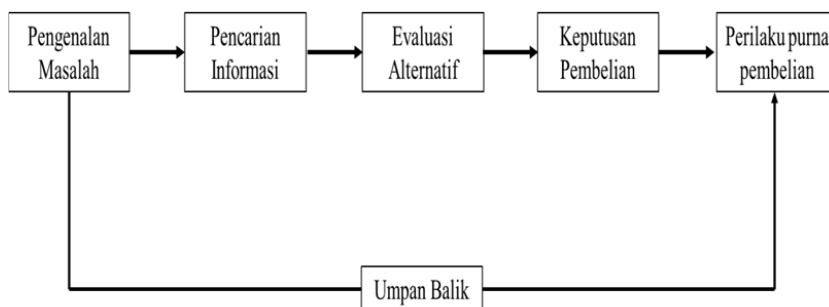 Pengenalan
Masalah
Pencarian
Informasi
Evaluasi
Alternatif
Keputusan
Pembelian
Perilaku purna
pembelian
Umpan Balik